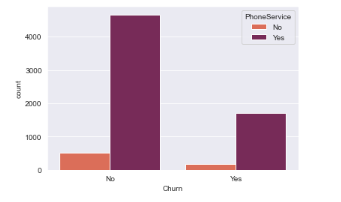 PhoneService
No
Yes
4000
3000
2000
1000
0
count
No
Yes
Churn